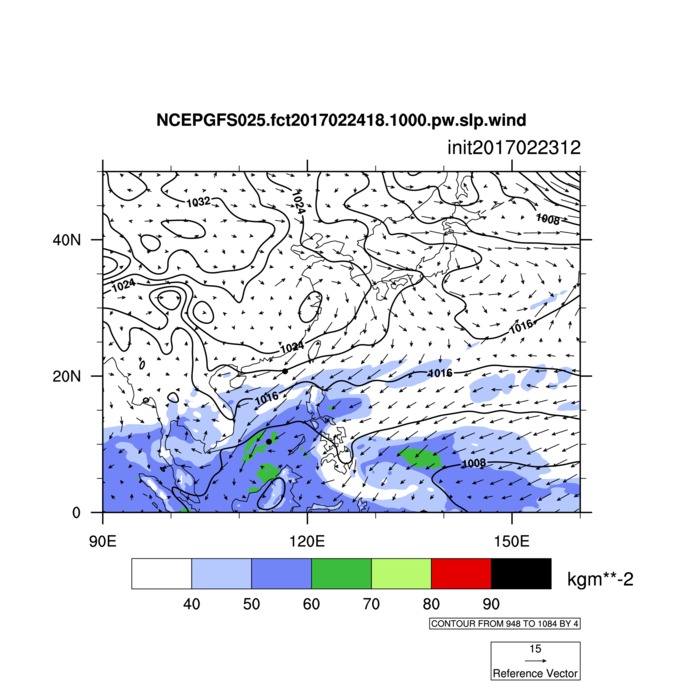 NCEPGFS025.fct2017022418.1000.pw.slp.wind
init2017022312
1032
1024
1008
40N
1024
1016
1024
20N
1016
1016
1008
0
90E 120E 150E
40 50 60 70 80 90
kgm**-2
CONTOUR FROM 948 TO 1084 BY 4
15
Reference Vector